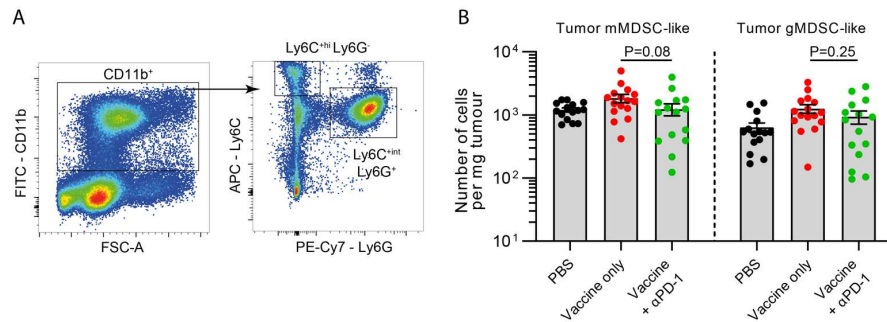 A
CD11b⁺
FITC - CD11b
FSC-A
Ly6C⁺ʰⁱ Ly6G⁻
Ly6C⁺ⁱⁿᵗ
Ly6G⁺
APC - Ly6C
PE-Cy7 - Ly6G
B
Tumor mMDSC-like
Tumor gMDSC-like
P=0.08
P=0.25
Number of cells
per mg tumour
10⁴
10³
10²
10¹
PBS
Vaccine only
Vaccine
+ αPD-1
PBS
Vaccine only
Vaccine
+ αPD-1